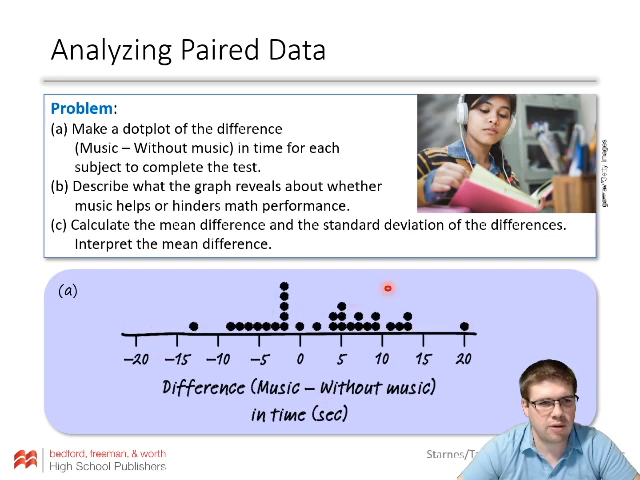 Analyzing Paired Data
Problem:
(a) Make a dotplot of the difference
(Music – Without music) in time for each
subject to complete the test.
(b) Describe what the graph reveals about whether
music helps or hinders math performance.
(c) Calculate the mean difference and the standard deviation of the differences.
Interpret the mean difference.
Getty Images
(a)
–20 –15 –10 –5 0 5 10 15 20
Difference (Music – Without music)
in time (sec)
bedford, freeman, & worth
High School Publishers